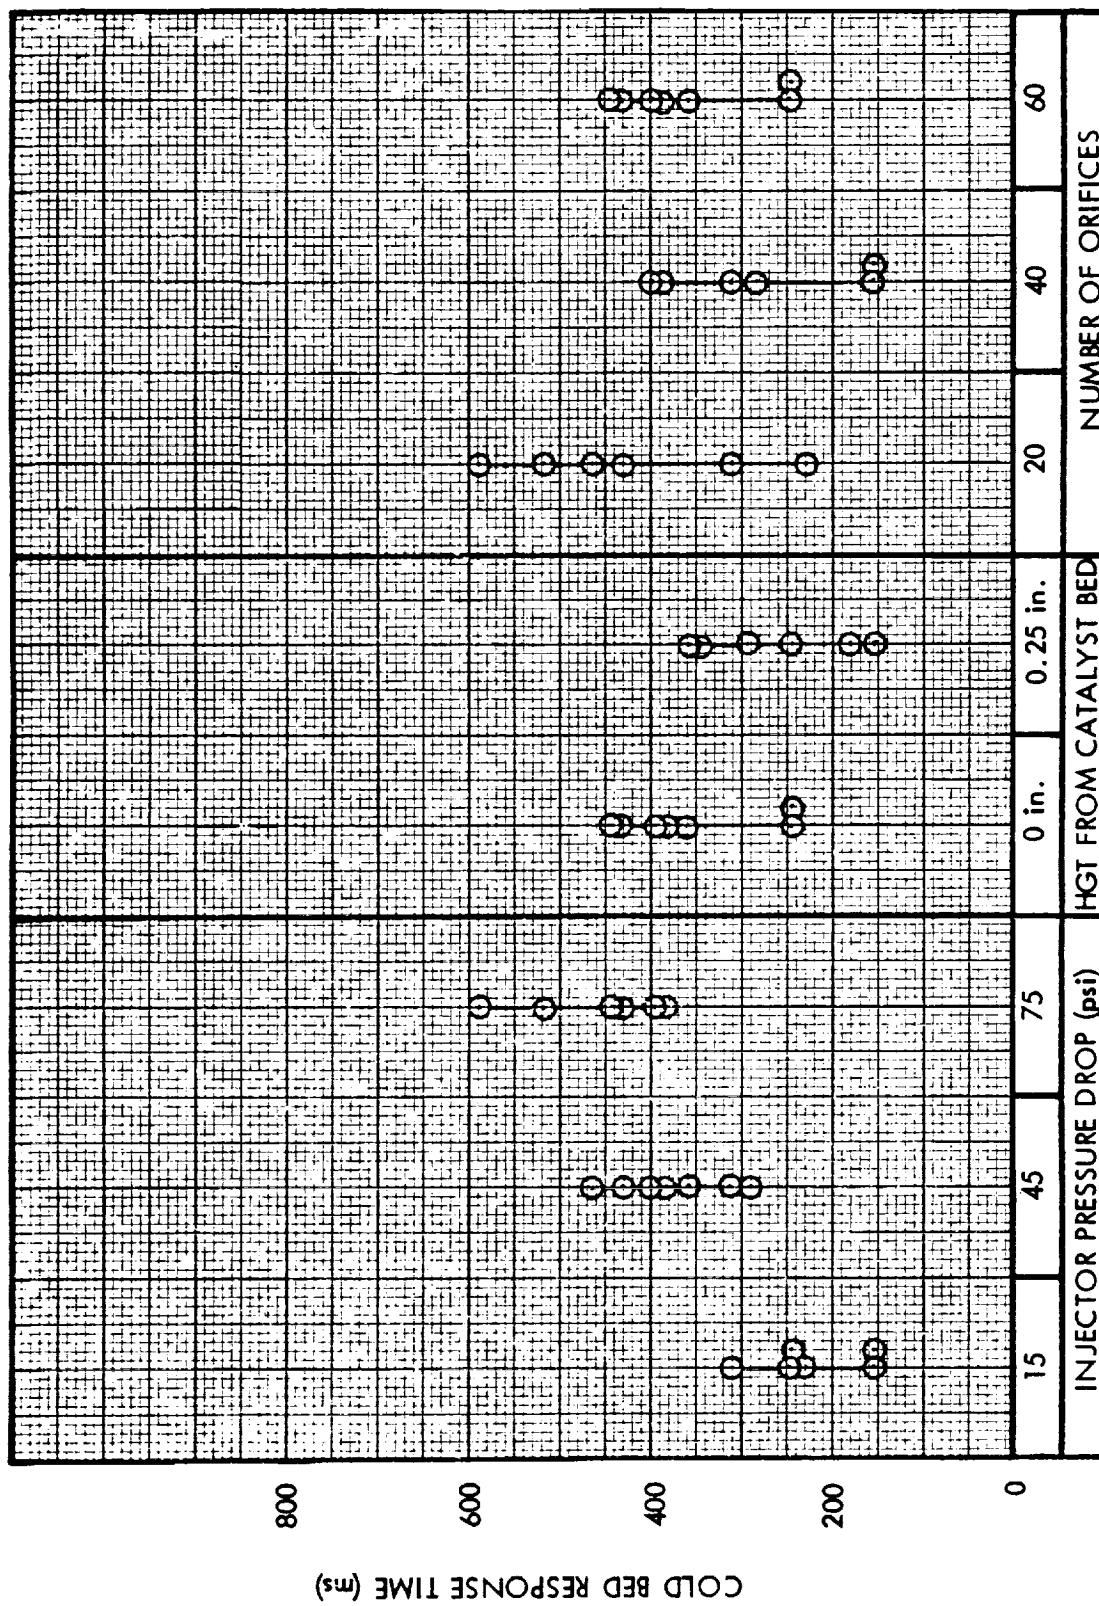 COLD BED RESPONSE TIME (ms)
800
600
400
200
0
15
45
75
0 in.
0.25 in.
20
40
60
INJECTOR PRESSURE DROP (psi)
HGT FROM CATALYST BED
NUMBER OF ORIFICES